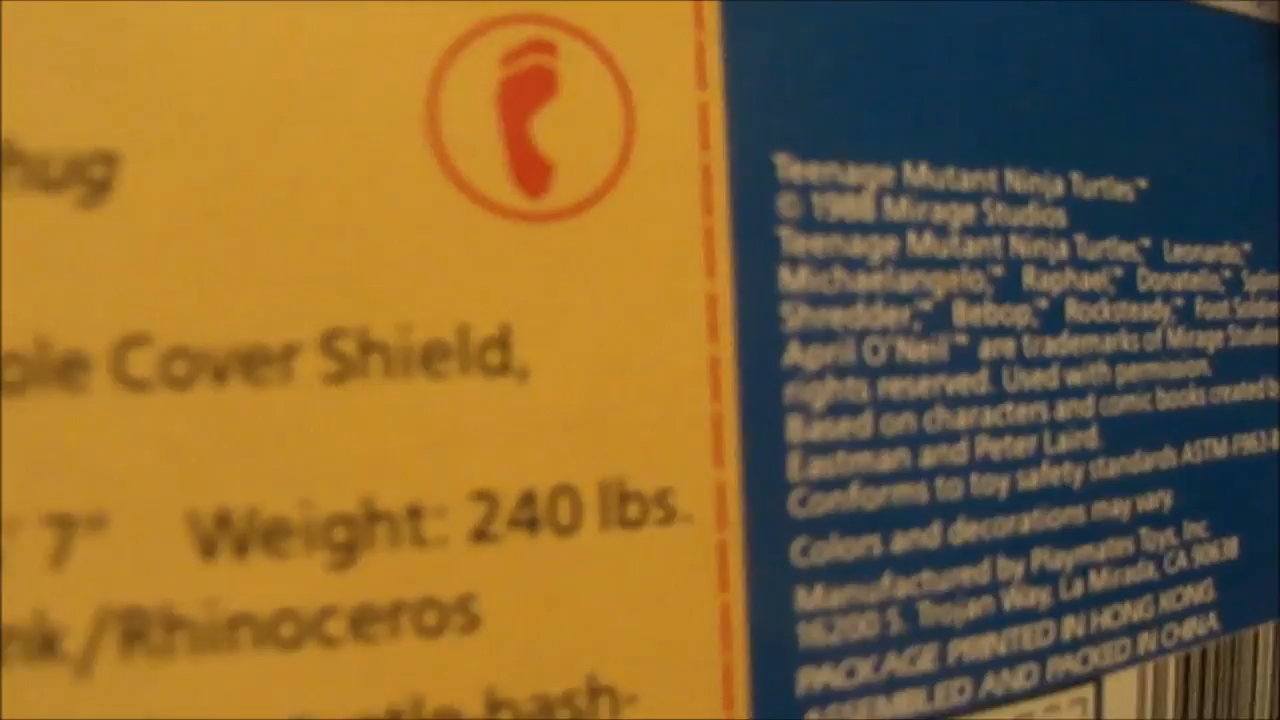 hug
ole Cover Shield,
7" Weight: 240 lbs.
nk/Rhinoceros
turtle-bash-
Teenage Mutant Ninja Turtles™
© 1988 Mirage Studios
Teenage Mutant Ninja Turtles,™ Leonardo,™
Michaelangelo,™ Raphael,™ Donatello,™
Shredder,™ Bebop,™ Rocksteady,™ Foot Soldier
April O'Neil™ are trademarks of Mirage Studios
rights reserved. Used with permission.
Based on characters and comic books created b
Eastman and Peter Laird.
Conforms to toy safety standards ASTM F963.8
Colors and decorations may vary.
Manufactured by Playmates Toys, Inc.
16200 S. Trojan Way, La Mirada, CA 90638
PACKAGE PRINTED IN HONG KONG
ASSEMBLED AND PACKED IN CHINA.